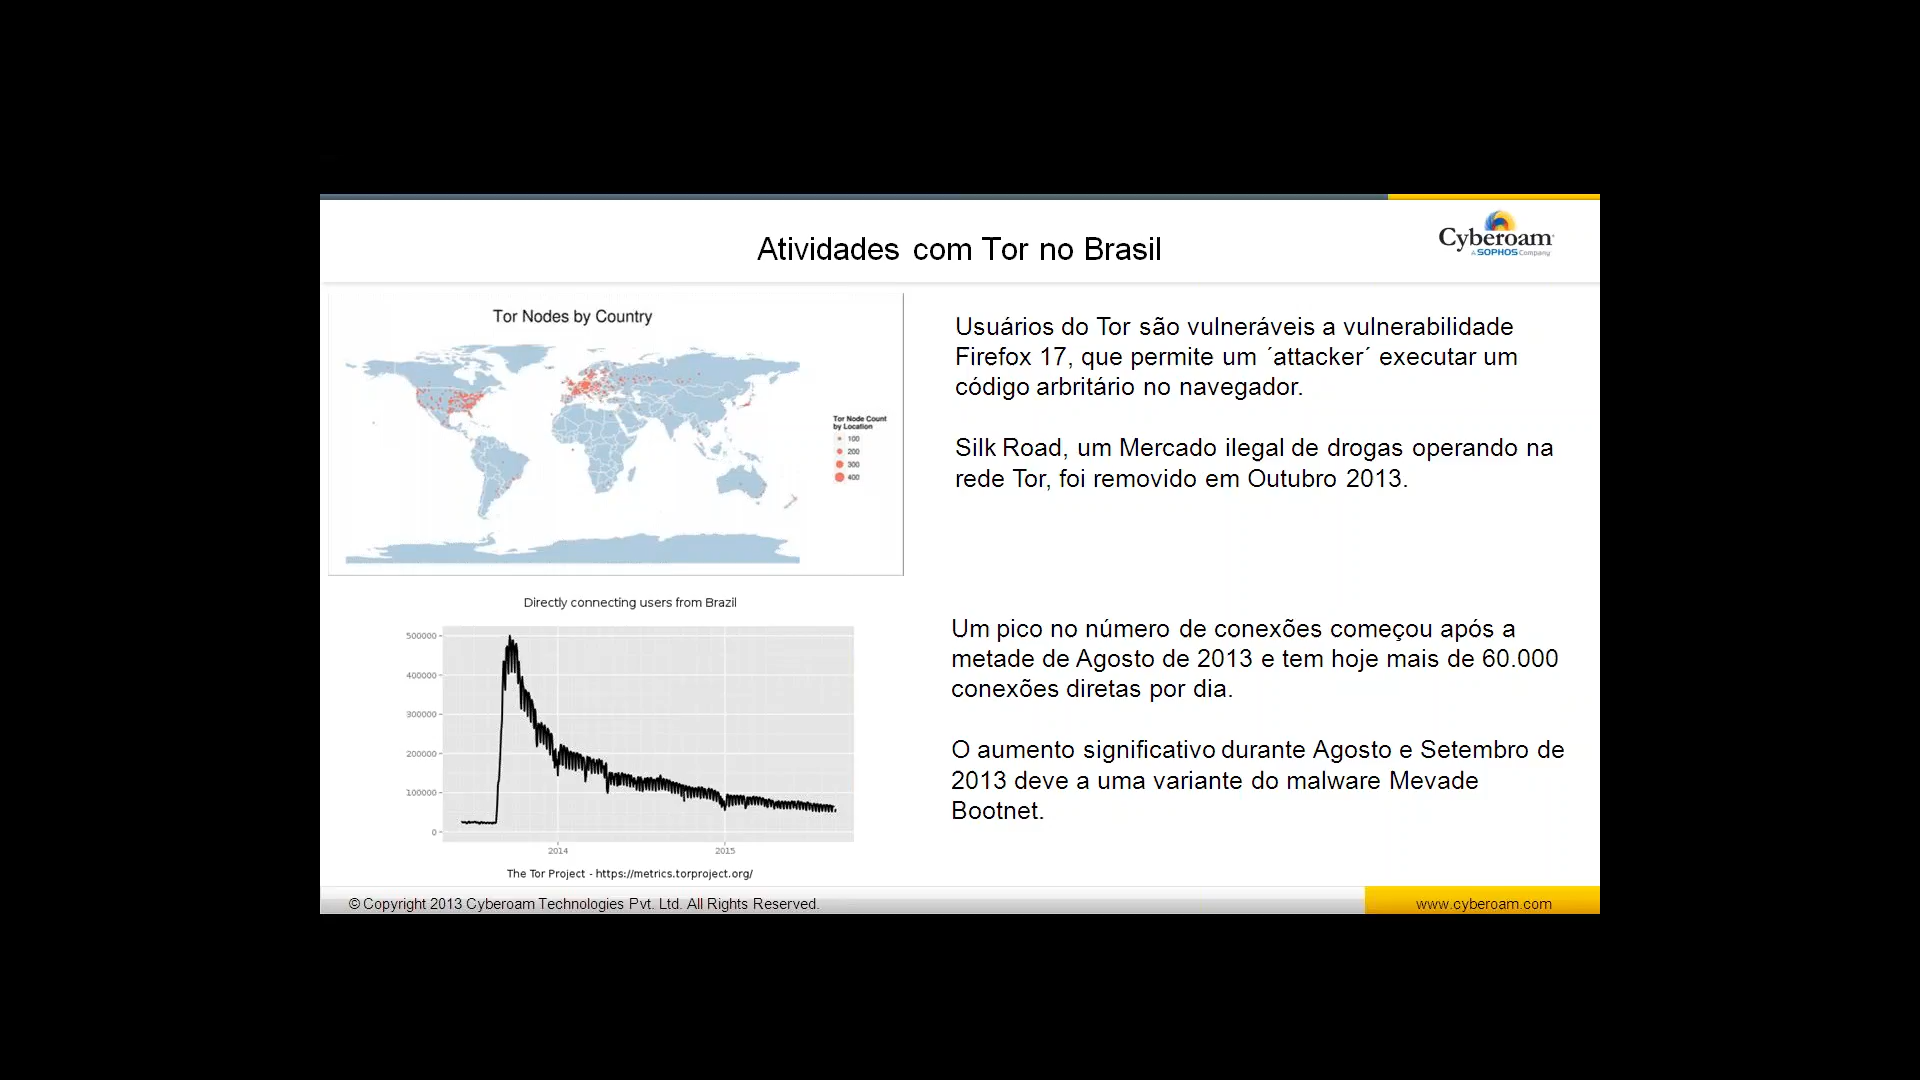 Atividades com Tor no Brasil
Cyberoam
A SOPHOS Company
Tor Nodes by Country
Tor Node Count
by Location
100
200
300
400
Usuários do Tor são vulneráveis a vulnerabilidade
Firefox 17, que permite um ´attacker´ executar um
código arbritário no navegador.
Silk Road, um Mercado ilegal de drogas operando na
rede Tor, foi removido em Outubro 2013.
Directly connecting users from Brazil
500000
400000
300000
200000
100000
0
2014
2015
The Tor Project - https://metrics.torproject.org/
Um pico no número de conexões começou após a
metade de Agosto de 2013 e tem hoje mais de 60.000
conexões diretas por dia.
O aumento significativo durante Agosto e Setembro de
2013 deve a uma variante do malware Mevade
Bootnet.
© Copyright 2013 Cyberoam Technologies Pvt. Ltd. All Rights Reserved.
www.cyberoam.com